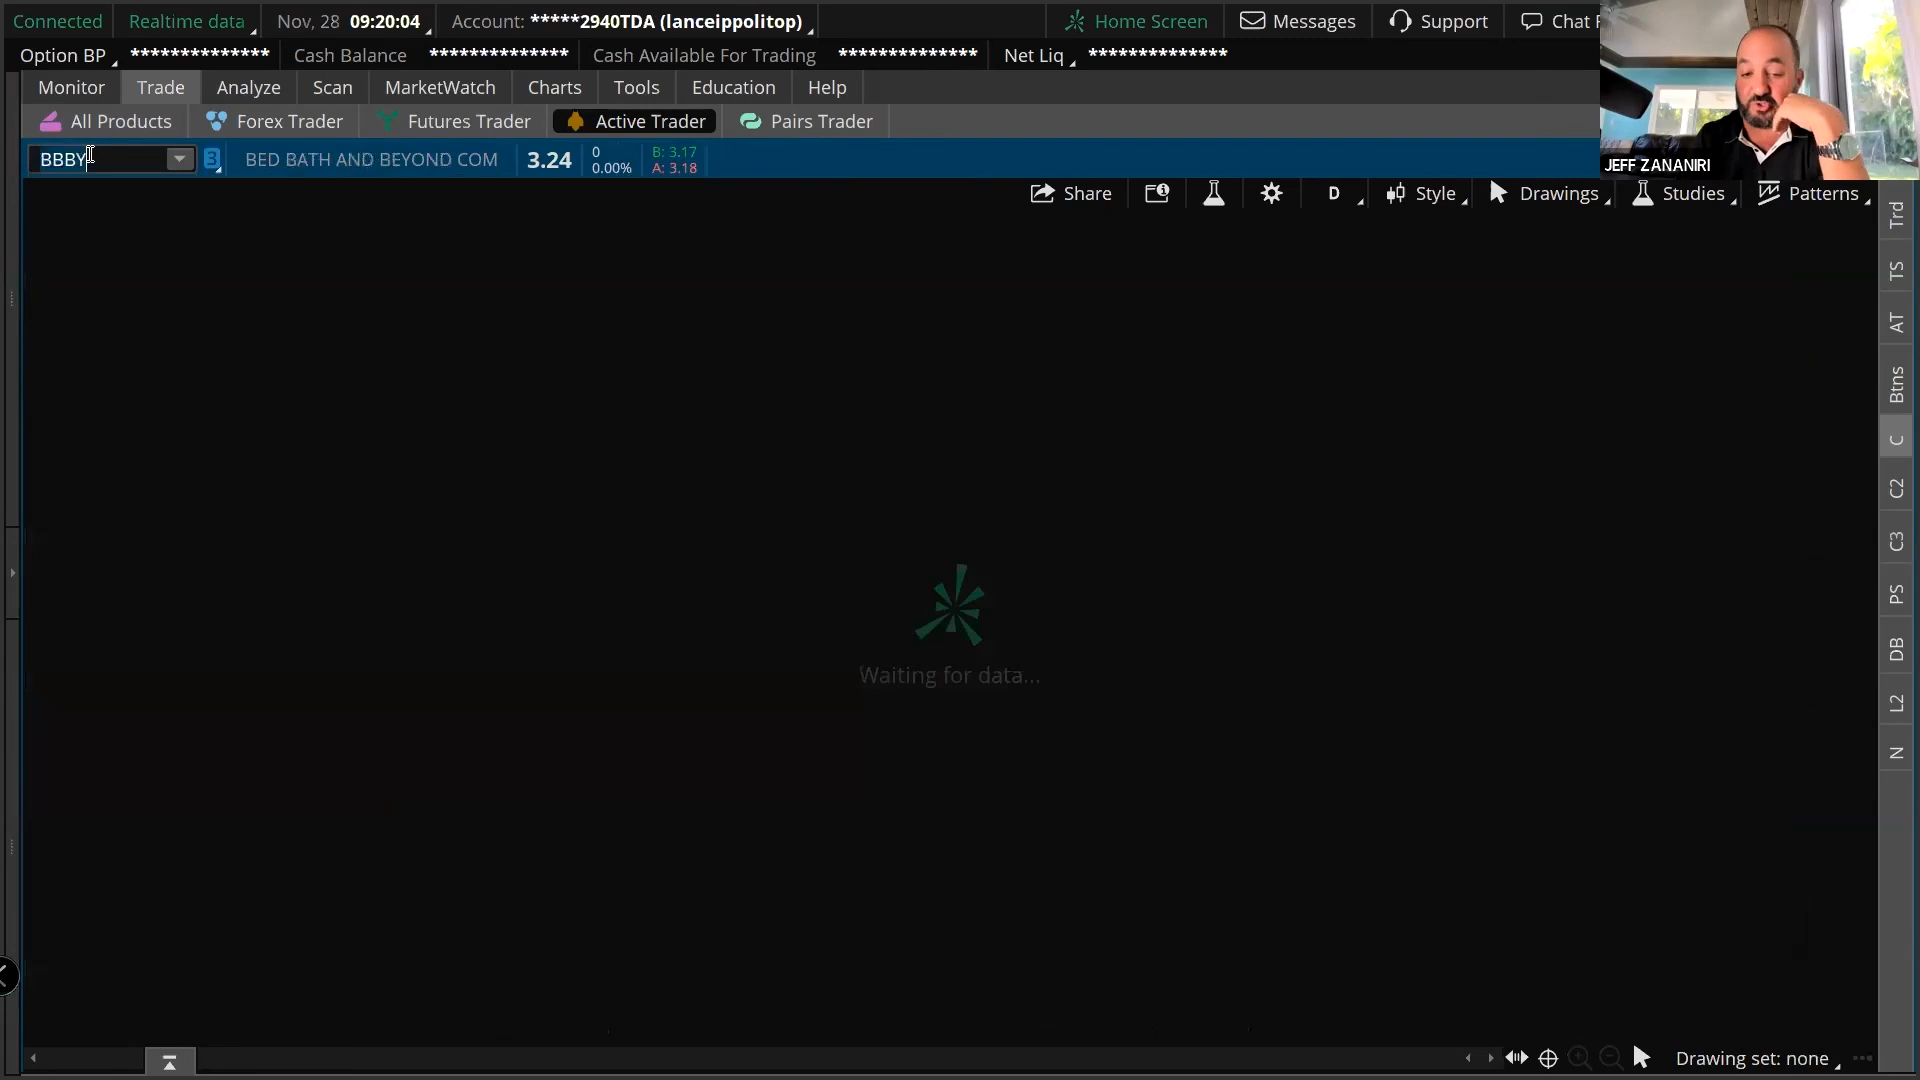 Connected Realtime data Nov, 28 09:20:04 Account: *****2940TDA (lanceippolitop) Home Screen Messages Support Chat
Option BP ************** Cash Balance ************** Cash Available For Trading ************** Net Liq **************
Monitor Trade Analyze Scan MarketWatch Charts Tools Education Help
All Products Forex Trader Futures Trader Active Trader Pairs Trader
BBBY 3 BED BATH AND BEYOND COM 3.24 0 B: 3.17
0.00% A: 3.18
JEFF ZANANIRI
Share D Style Drawings Studies Patterns
Trd
TS
AT
Btns
C
C2
C3
PS
DB
L2
N
Waiting for data...
Drawing set: none